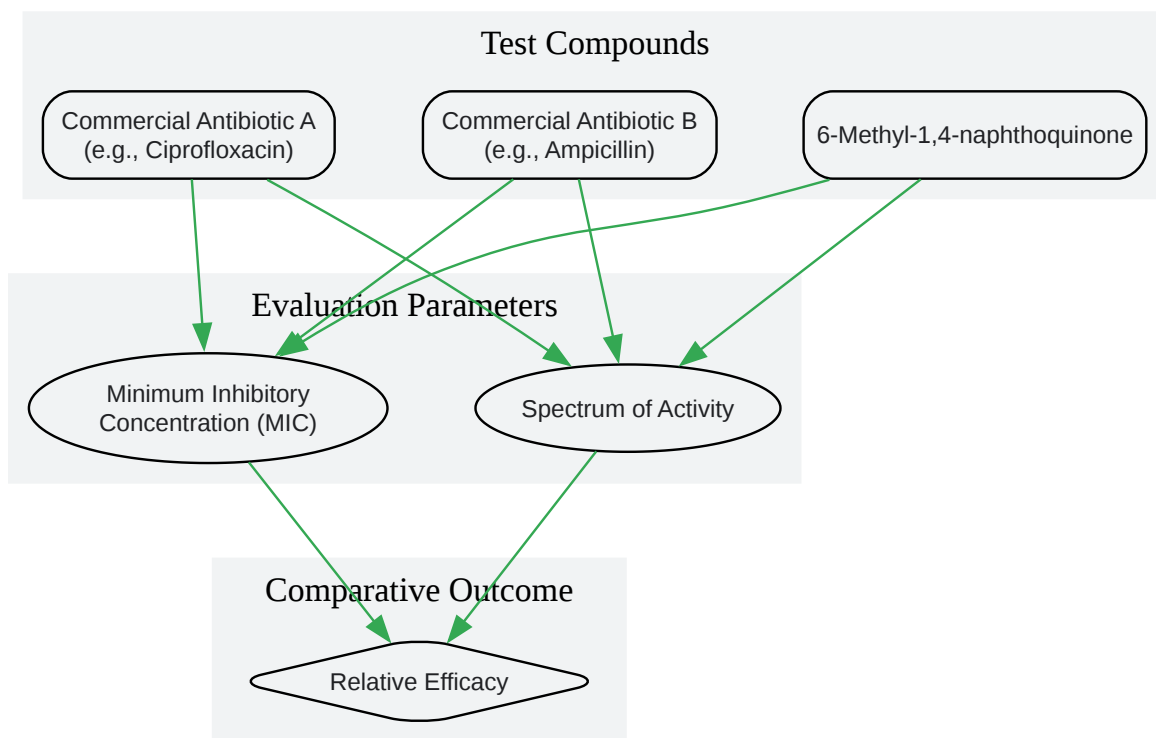 Test Compounds
Commercial Antibiotic A
(e.g., Ciprofloxacin)
Commercial Antibiotic B
(e.g., Ampicillin)
6-Methyl-1,4-naphthoquinone
Evaluation Parameters
Minimum Inhibitory
Concentration (MIC)
Spectrum of Activity
Comparative Outcome
Relative Efficacy